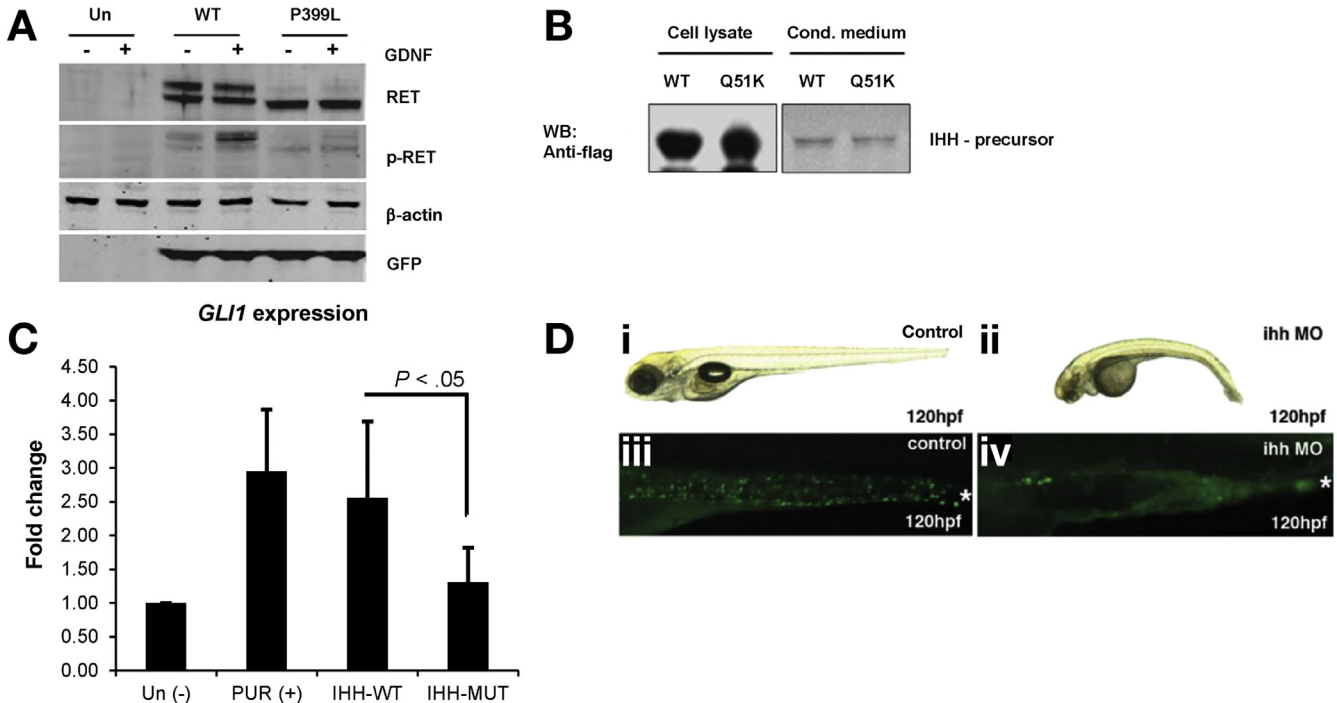 A
Un WT P399L
- + - + - + GDNF
RET
p-RET
β-actin
GFP
B
Cell lysate Cond. medium
WT Q51K WT Q51K
WB:
Anti-flag
IHH - precursor
C
GLI1 expression
Fold change
4.50
4.00
3.50
3.00
2.50
2.00
1.50
1.00
0.50
0.00
P < .05
Un (-) PUR (+) IHH-WT IHH-MUT
D
i
Control
120hpf
ii
ihh MO
120hpf
iii
control
*
120hpf
iv
ihh MO
*
120hpf